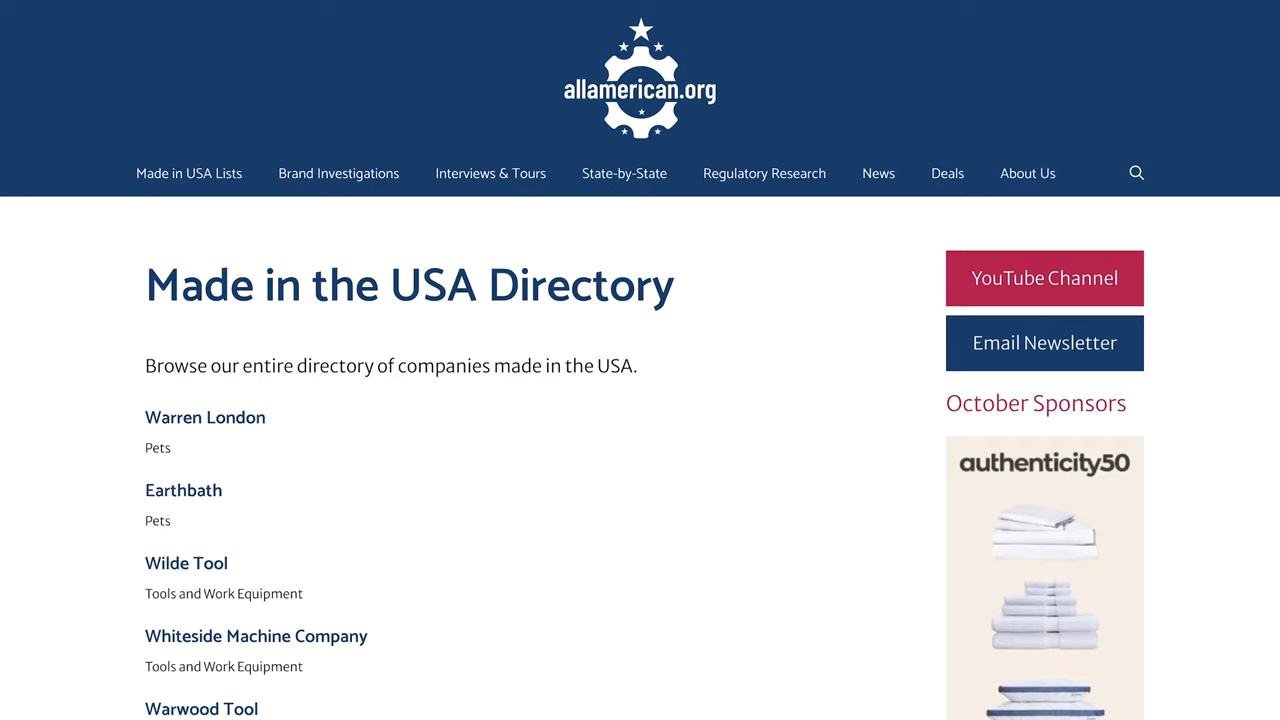 allamerican.org
Made in USA Lists
Brand Investigations
Interviews & Tours
State-by-State
Regulatory Research
News
Deals
About Us
Made in the USA Directory
Browse our entire directory of companies made in the USA.
Warren London
Pets
Earthbath
Pets
Wilde Tool
Tools and Work Equipment
Whiteside Machine Company
Tools and Work Equipment
Warwood Tool
YouTube Channel
Email Newsletter
October Sponsors
authenticity50